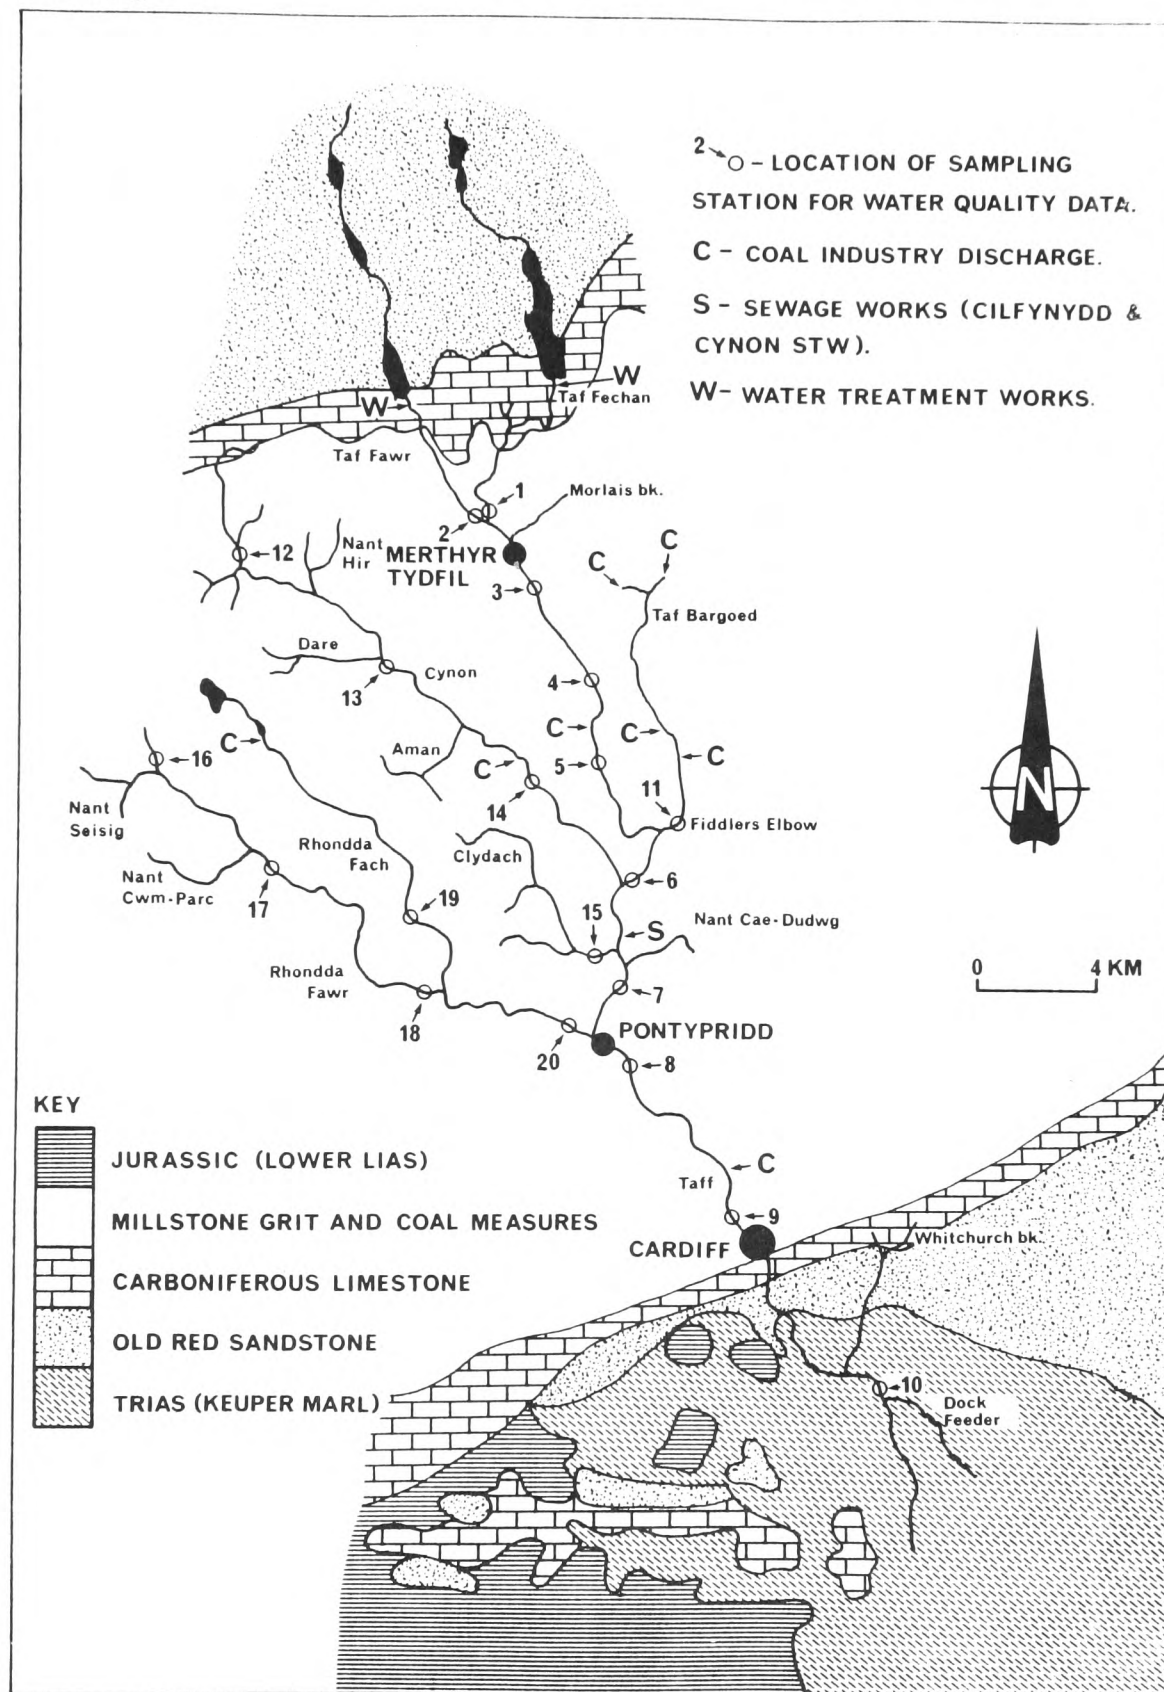 2 - LOCATION OF SAMPLING
STATION FOR WATER QUALITY DATA.
C - COAL INDUSTRY DISCHARGE.
S - SEWAGE WORKS (CILFYNYDD &
CYNON STW).
W - WATER TREATMENT WORKS.
W
Taf Fechan
W
Taf Fawr
1
Morlais bk.
2
12
Nant
Hir
MERTHYR
TYDFIL
C
C
3
Taf Bargoed
Dare
13
Cynon
4
C
C
C
16
C
Aman
C
5
11
14
Nant
Seisig
Rhondda
Fach
Clydach
Fiddlers Elbow
Nant
Cwm-Parc
17
19
6
15
S
Nant Cae-Dudwg
0
4 KM
Rhondda
Fawr
18
7
20
PONTYPRIDD
8
C
Taff
9
CARDIFF
Whitchurch bk.
10
Dock
Feeder
N
KEY
JURASSIC (LOWER LIAS)
MILLSTONE GRIT AND COAL MEASURES
CARBONIFEROUS LIMESTONE
OLD RED SANDSTONE
TRIAS (KEUPER MARL)